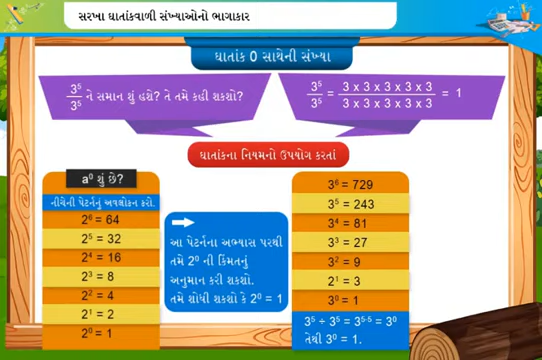 સરખા ઘાતાંકવાળી સંખ્યાઓનો ભાગાકાર
ઘાતાંક 0 સાથેની સંખ્યા
3⁵/3⁵ ને સમાન શું હશે? તે તમે કહી શકશો?
3⁵/3⁵ = (3 x 3 x 3 x 3 x 3)/(3 x 3 x 3 x 3 x 3) = 1
ઘાતાંકના નિયમનો ઉપયોગ કરતાં
a⁰ શું છે?
નીચેની પેટર્નનું અવલોકન કરો.
2⁶ = 64
2⁵ = 32
2⁴ = 16
2³ = 8
2² = 4
2¹ = 2
2⁰ = 1
આ પેટર્નના અભ્યાસ પરથી
તમે 2⁰ ની કિંમતનું
અનુમાન કરી શકશો.
તમે શોધી શકશો કે 2⁰ = 1
3⁶ = 729
3⁵ = 243
3⁴ = 81
3³ = 27
3² = 9
2¹ = 3
3⁰ = 1
3⁵ ÷ 3⁵ = 3⁵⁻⁵ = 3⁰
તેથી 3⁰ = 1.